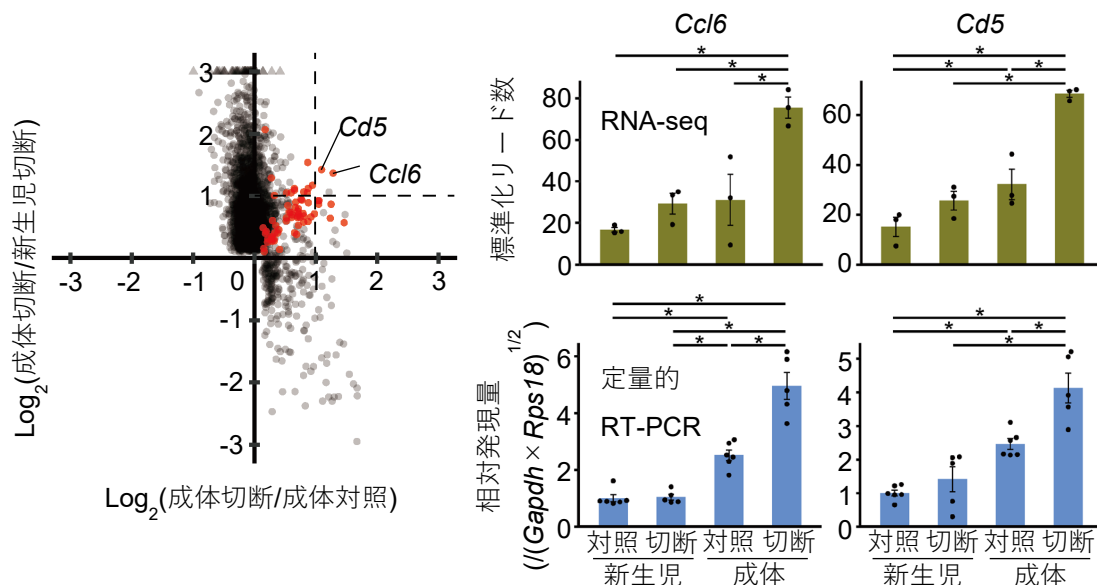 Log2(成体切断/新生児切断)
3
2
1
Cd5
Ccl6
-3
-2
-1
0
1
2
3
-1
-2
-3
Log2(成体切断/成体対照)
Ccl6
Cd5
* * * * * * *
標準化リード数
RNA-seq
80
60
40
20
0
60
40
20
0
* * * * * * * * *
相対発現量
(/((Gapdh × Rps18)1/2)
定量的
RT-PCR
6
4
2
0
5
4
3
2
1
0
対照 切断 対照 切断
新生児 成体
対照 切断 対照 切断
新生児 成体